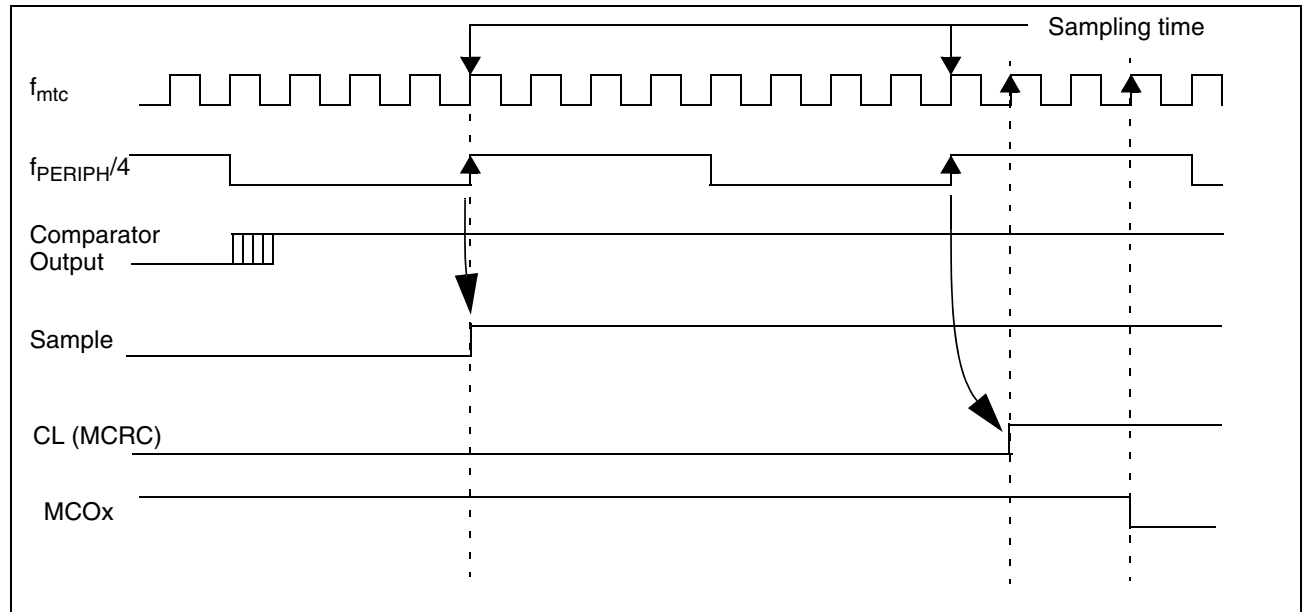 Sampling time
fmtc
fPERIPH/4
Comparator
Output
Sample
CL (MCRC)
MCOx